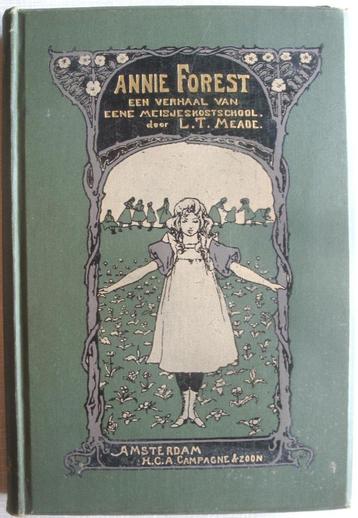 ANNIE FOREST
EEN VERHAAL VAN
EENE MEISJESKOSTSCHOOL.
door L.T. MEADE.
AMSTERDAM
H.C.A. CAMPAGNE & ZOON